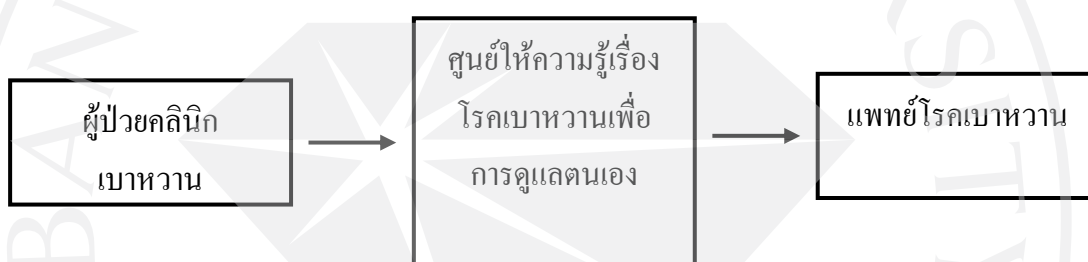 ผู้ป่วยคลินิก
เบาหวาน
ศูนย์ให้ความรู้เรื่อง
โรคเบาหวานเพื่อ
การดูแลตนเอง
แพทย์โรคเบาหวาน